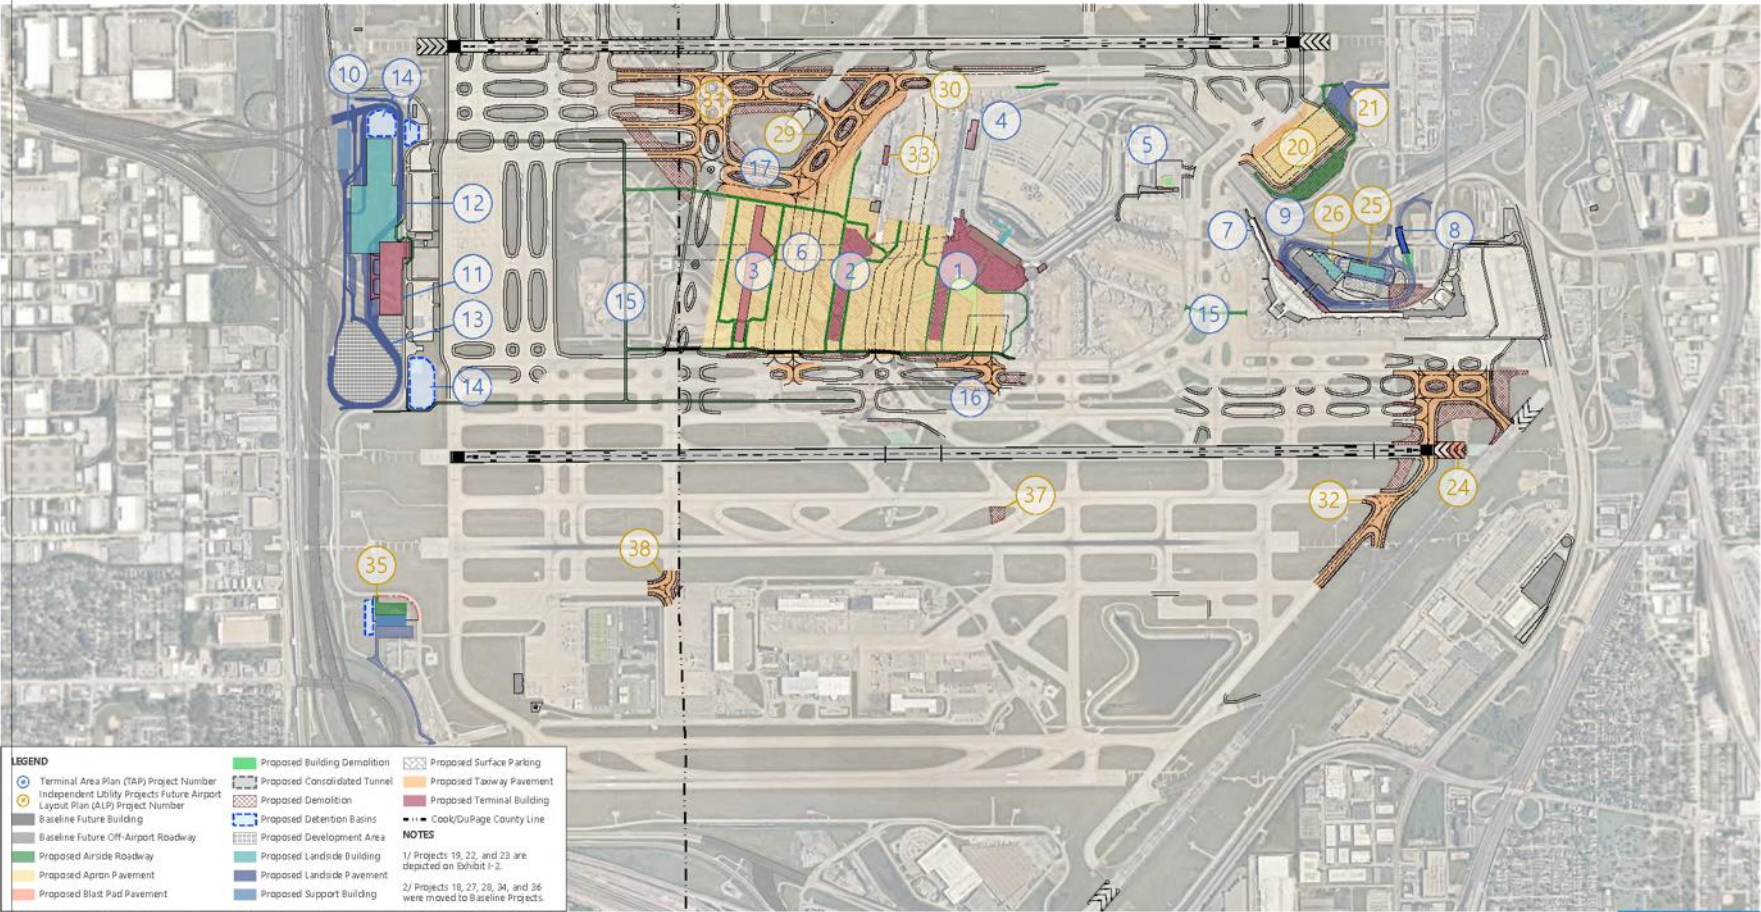 10
14
31
30
4
21
29
33
5
20
17
12
7
9
26
25
8
3
6
2
1
11
15
15
13
14
16
24
37
32
38
35
LEGEND
Terminal Area Plan (TAP) Project Number
Independent Utility Projects Future Airport
Layout Plan (ALP) Project Number
Baseline Future Building
Baseline Future Off-Airport Roadway
Proposed Airside Roadway
Proposed Apron Pavement
Proposed Blast Pad Pavement
Proposed Building Demolition
Proposed Consolidated Tunnel
Proposed Demolition
Proposed Detention Basins
Proposed Development Area
Proposed Landside Building
Proposed Landside Pavement
Proposed Support Building
Proposed Surface Parking
Proposed Taxiway Pavement
Proposed Terminal Building
Cook/DuPage County Line
NOTES
1/ Projects 19, 22, and 23 are
depicted on Exhibit I-2.
2/ Projects 18, 27, 28, 34, and 36
were moved to Baseline Projects.